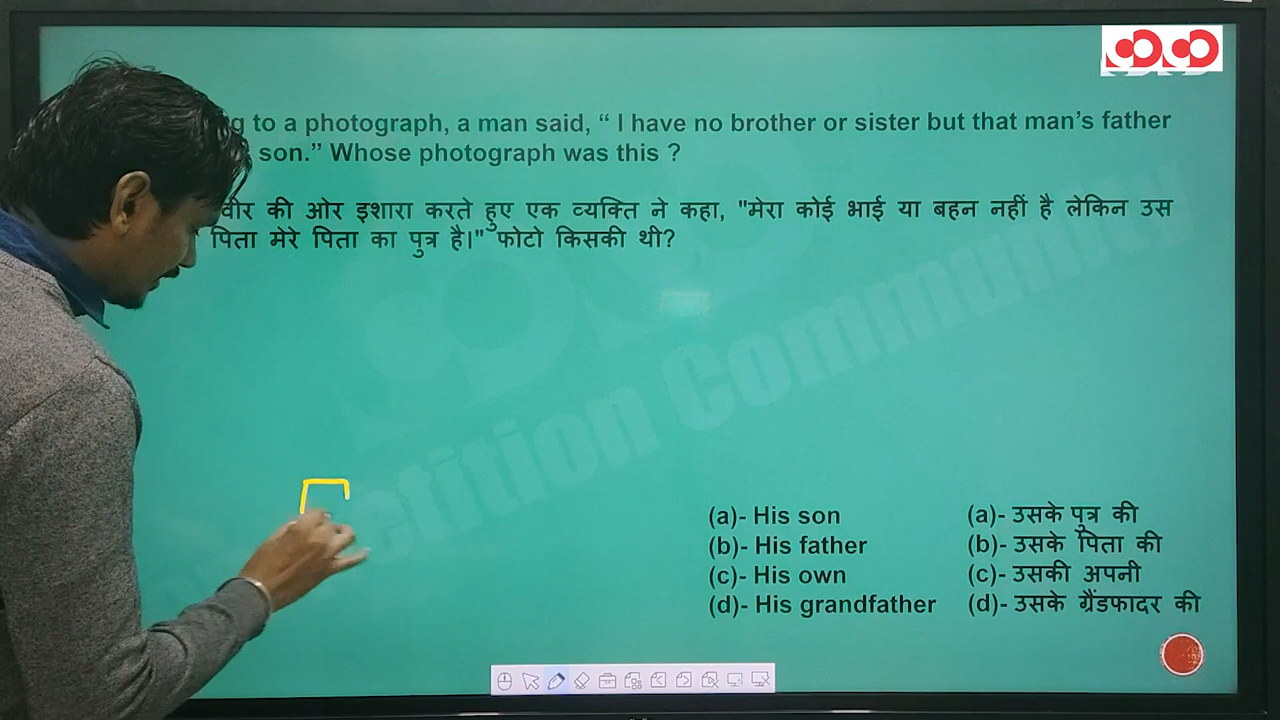 to a photograph, a man said, “ I have no brother or sister but that man’s father
son.” Whose photograph was this ?
की ओर इशारा करते हुए एक व्यक्ति ने कहा, "मेरा कोई भाई या बहन नहीं है लेकिन उस
पिता मेरे पिता का पुत्र है।" फोटो किसकी थी?
(a)- His son (a)- उसके पुत्र की
(b)- His father (b)- उसके पिता की
(c)- His own (c)- उसकी अपनी
(d)- His grandfather (d)- उसके ग्रैंडफादर की
Community